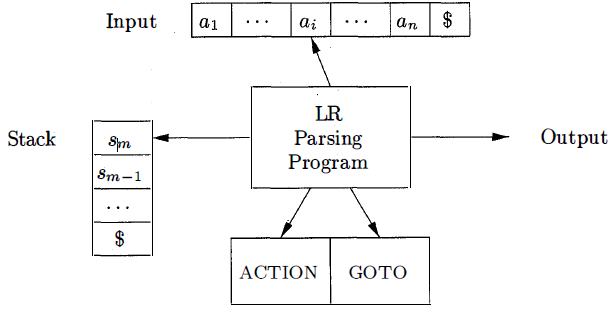 Input a₁ ⋯ aᵢ ⋯ aₙ $
LR
Parsing
Program
Stack
sₘ
sₘ₋₁
⋯
$
Output
ACTION GOTO